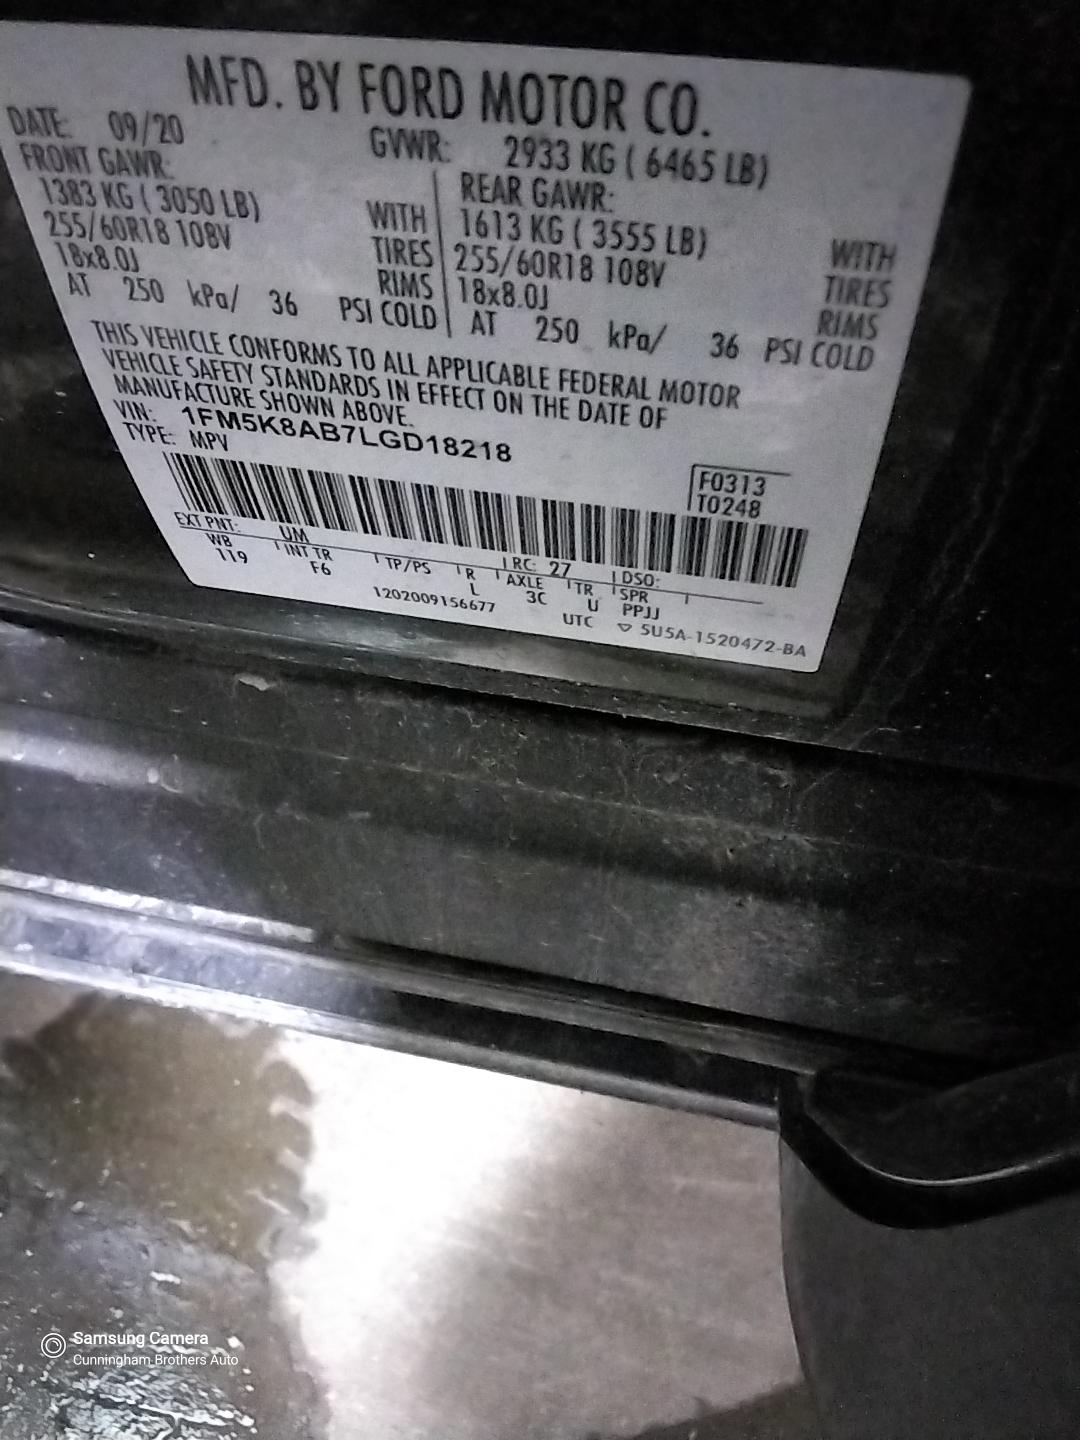 MFD. BY FORD MOTOR CO.
DATE: 09/20 GVWR: 2933 KG ( 6465 LB)
FRONT GAWR: REAR GAWR:
1383 KG ( 3050 LB) WITH 1613 KG ( 3555 LB) WITH
255/60R18 108V TIRES 255/60R18 108V TIRES
18x8.0J RIMS 18x8.0J RIMS
AT 250 kPa/ 36 PSI COLD AT 250 kPa/ 36 PSI COLD
THIS VEHICLE CONFORMS TO ALL APPLICABLE FEDERAL MOTOR
VEHICLE SAFETY STANDARDS IN EFFECT ON THE DATE OF
MANUFACTURE SHOWN ABOVE.
VIN: 1FM5K8AB7LGD18218
TYPE: MPV
F0313
T0248
EXT PNT: UM RC: 27 DSO:
WB INT TR TP/PS R AXLE TR SPR
119 F6 L 3C U PPJJ
1202009156677 UTC ▽ 5U5A-1520472-BA
Samsung Camera
Cunningham Brothers Auto